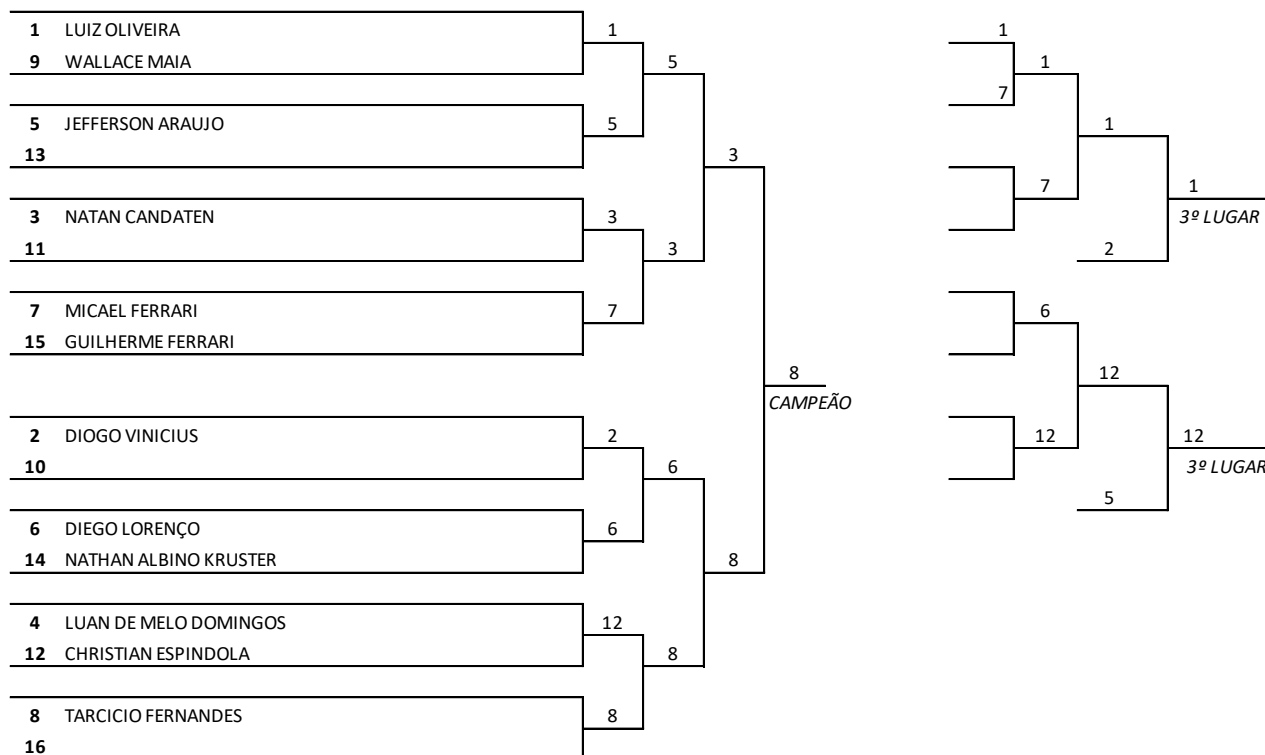 1 LUIZ OLIVEIRA
9 WALLACE MAIA
5 JEFFERSON ARAUJO
13
3 NATAN CANDATEN
11
7 MICAEL FERRARI
15 GUILHERME FERRARI
2 DIOGO VINICIUS
10
6 DIEGO LORENÇO
14 NATHAN ALBINO KRUSTER
4 LUAN DE MELO DOMINGOS
12 CHRISTIAN ESPINDOLA
8 TARCICIO FERNANDES
16
1
5
3
7
2
6
12
8
5
3
6
8
3
8
8
CAMPEÃO
1
7
1
7
1
2
1
3º LUGAR
6
12
12
5
12
3º LUGAR